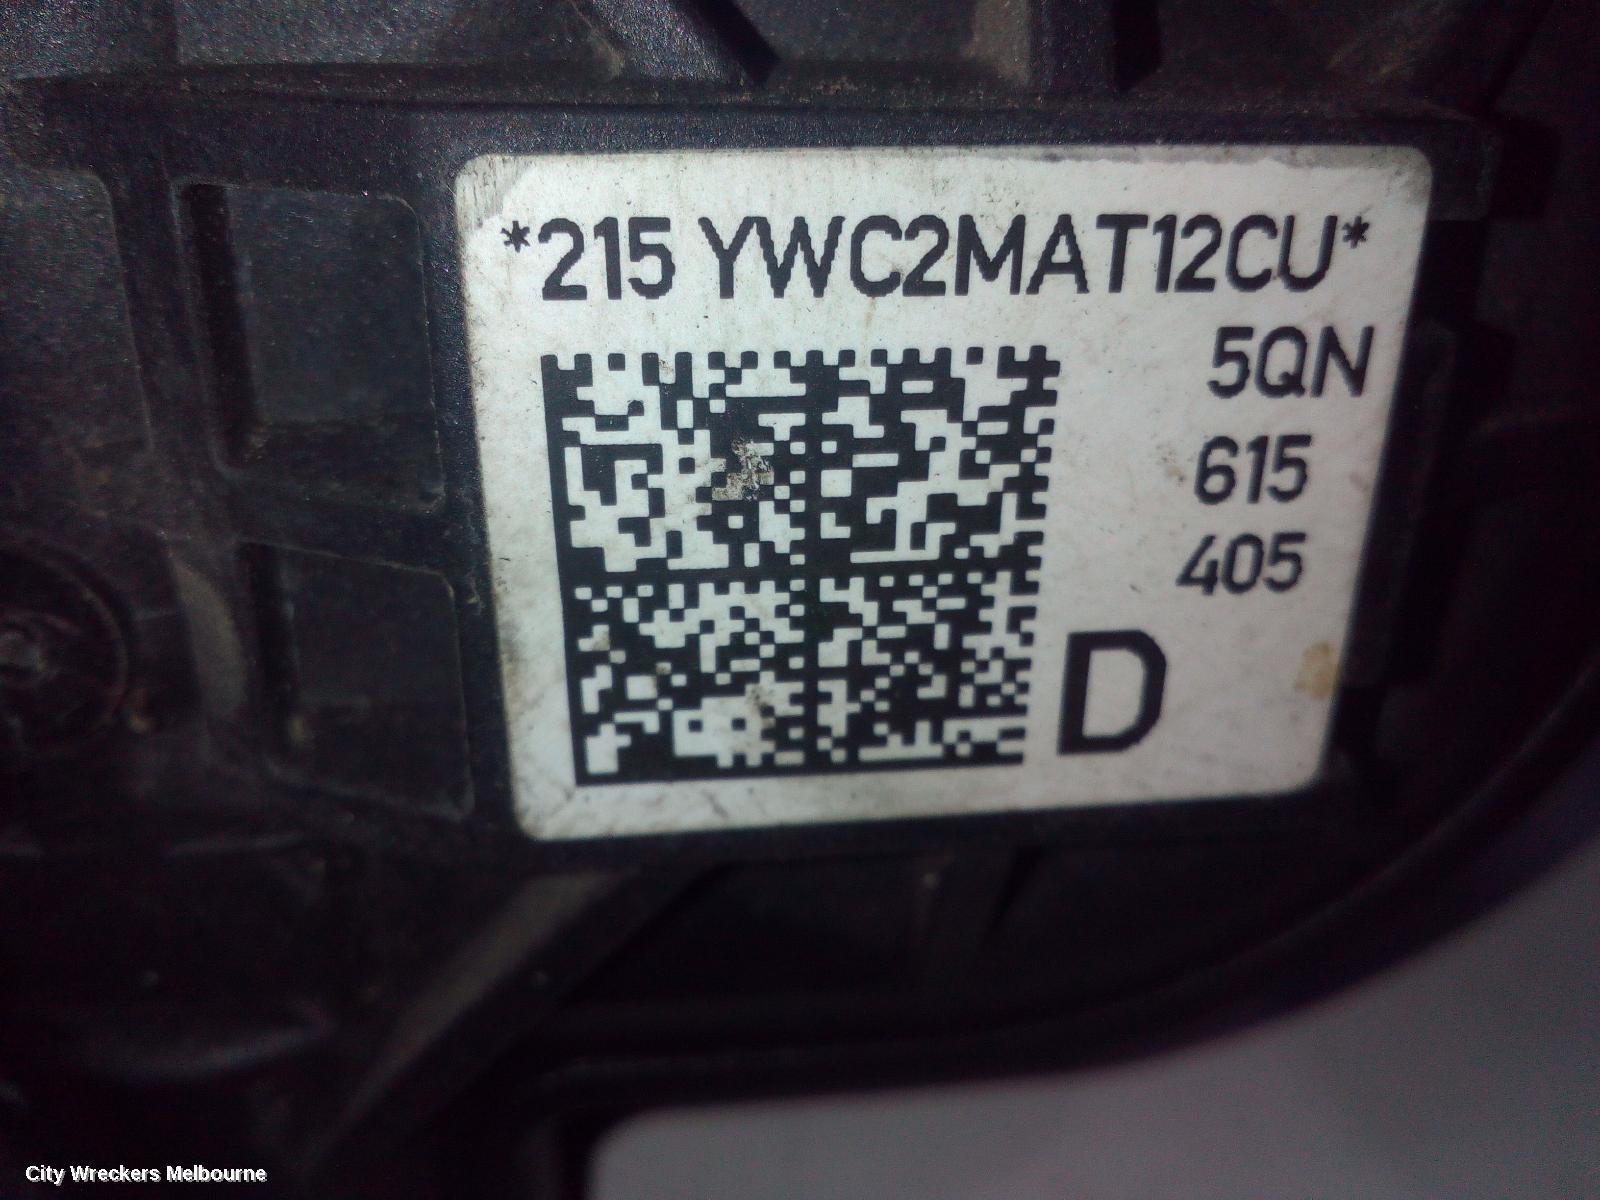 *215 YWC2MAT12CU*
5QN
615
405
D
City Wreckers Melbourne